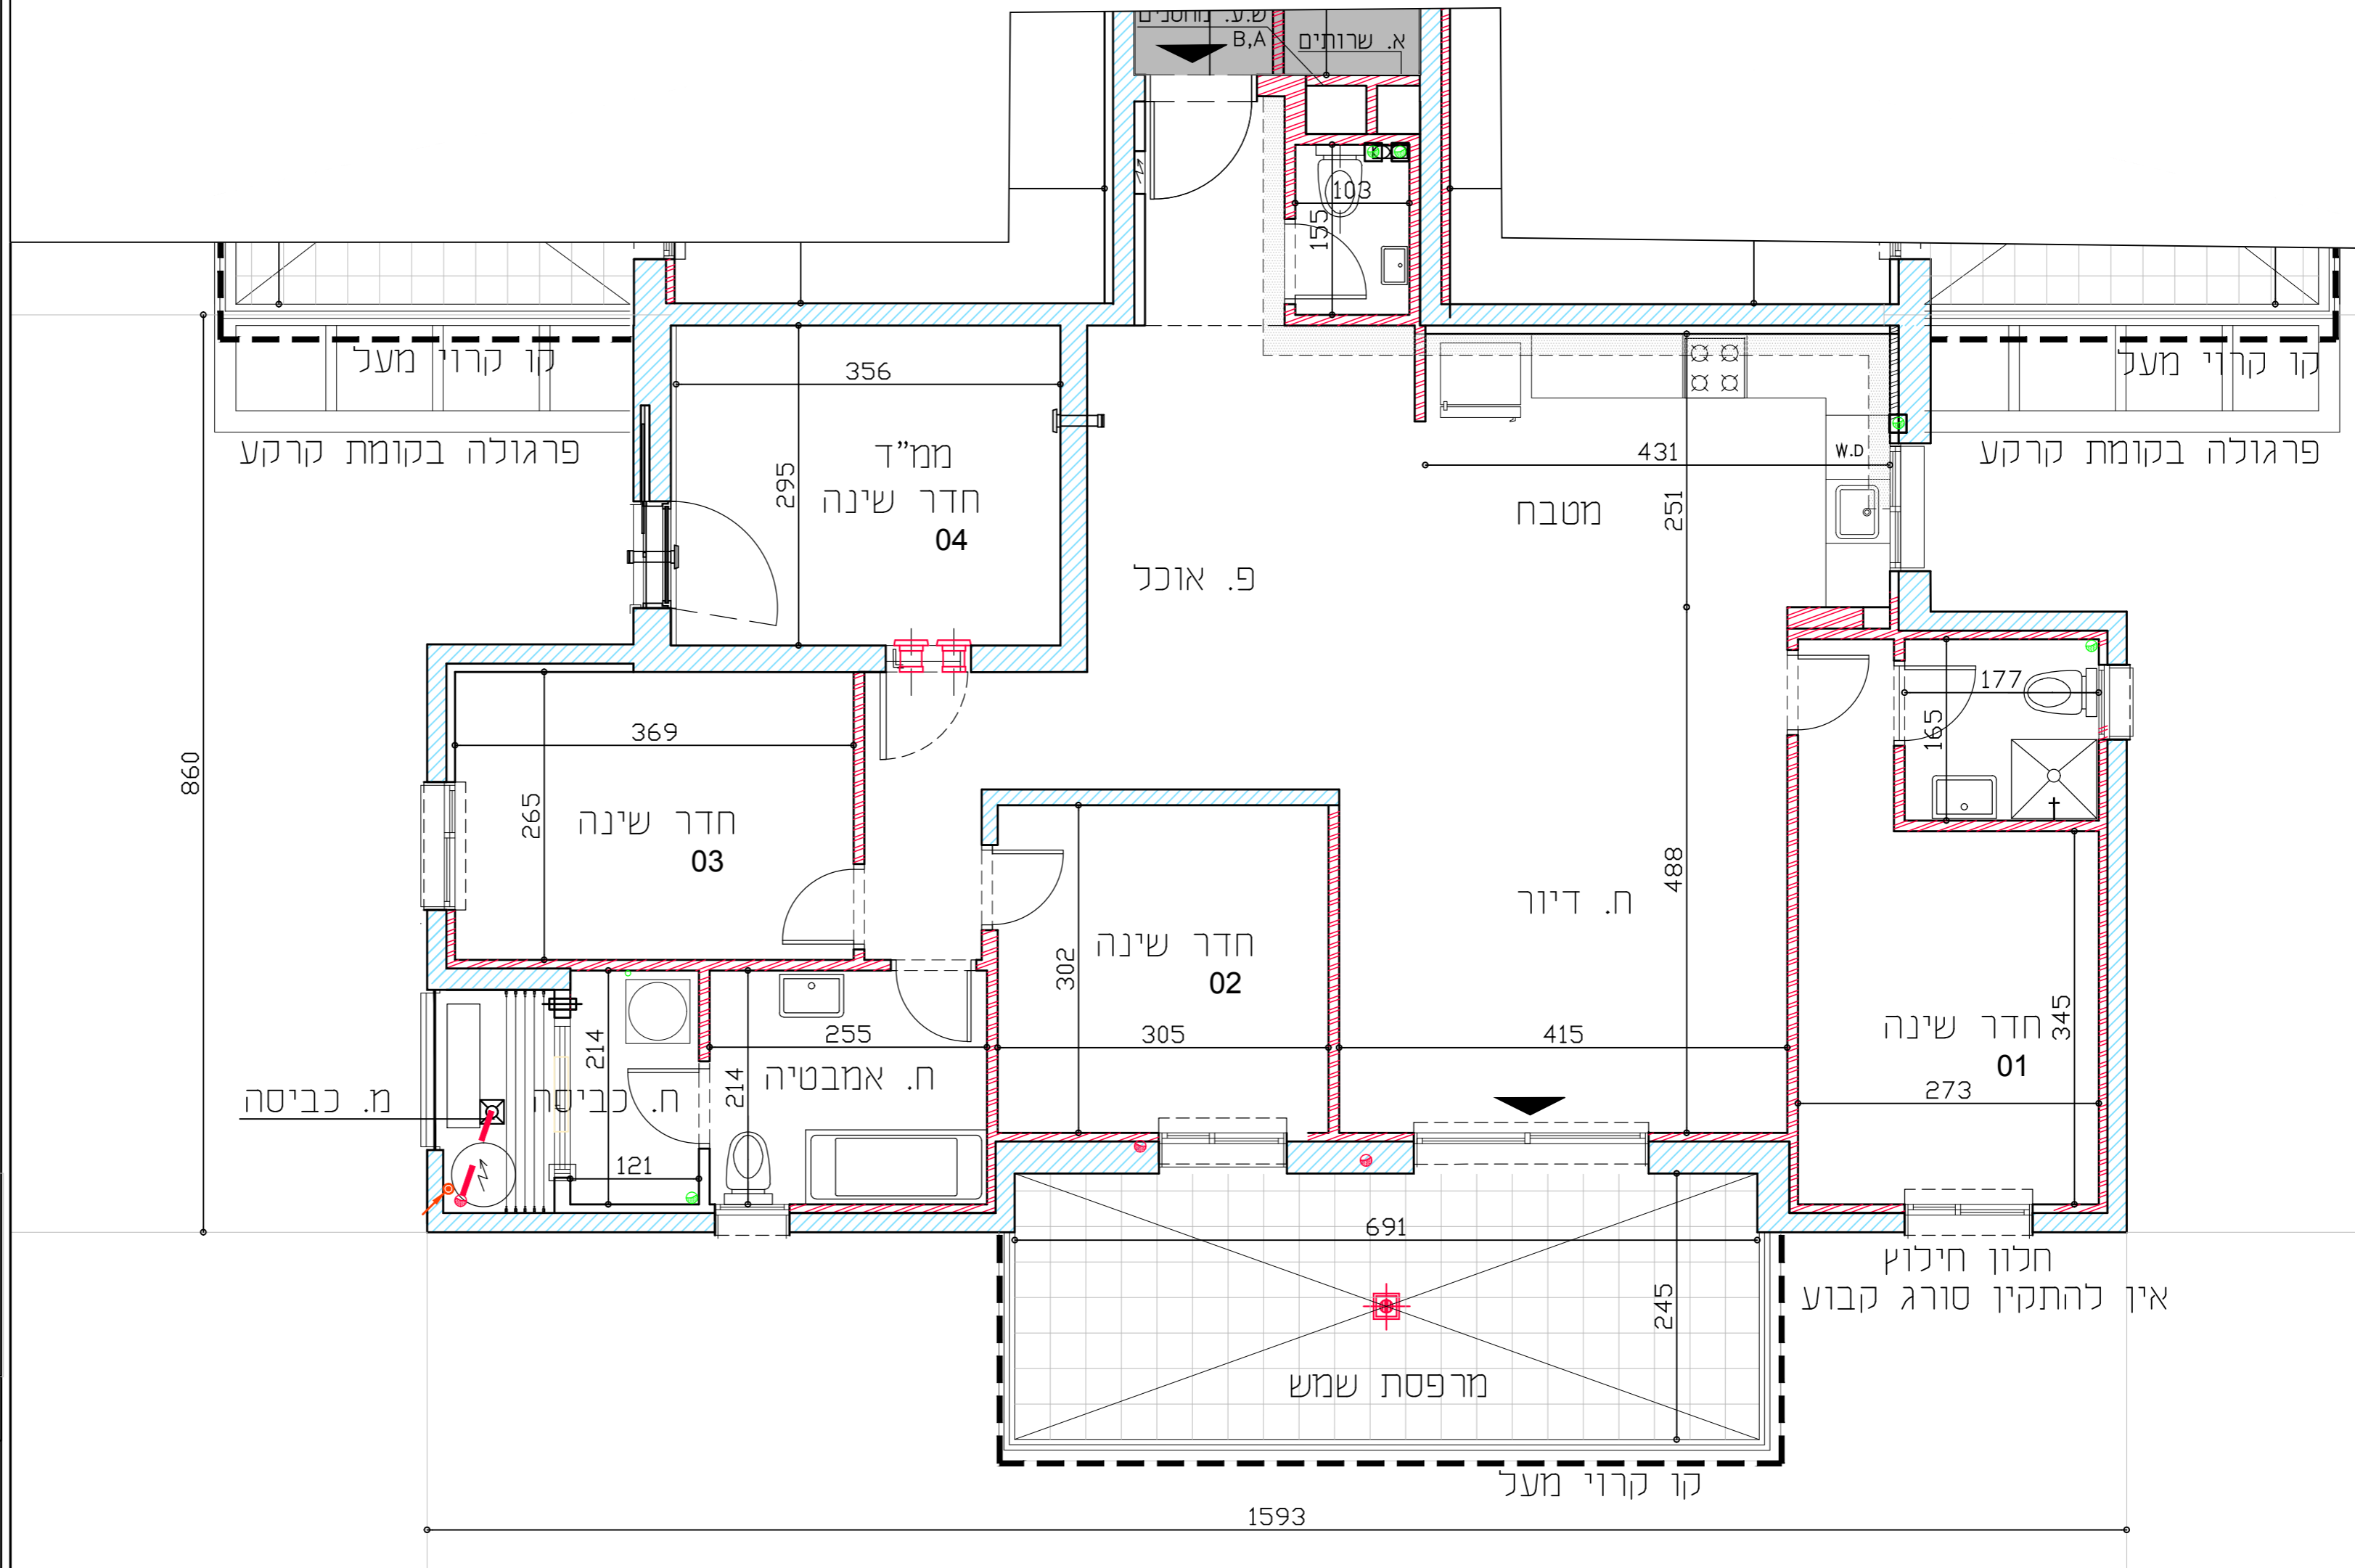 ש.ע. מחסנים
B,A
א. שרותים
103
155
קו קרוי מעל
פרגולה בקומת קרקע
קו קרוי מעל
פרגולה בקומת קרקע
356
295
ממ״ד
חדר שינה
04
431
W.D
251
מטבח
פ. אוכל
860
369
265
חדר שינה
03
177
165
488
ח. דיור
302
חדר שינה
02
305
415
345
חדר שינה
01
273
214
255
214
ח. אמבטיה
מ. כביסה
ח. כביסה
121
691
245
מרפסת שמש
חלון חילוץ
אין להתקין סורג קבוע
קו קרוי מעל
1593